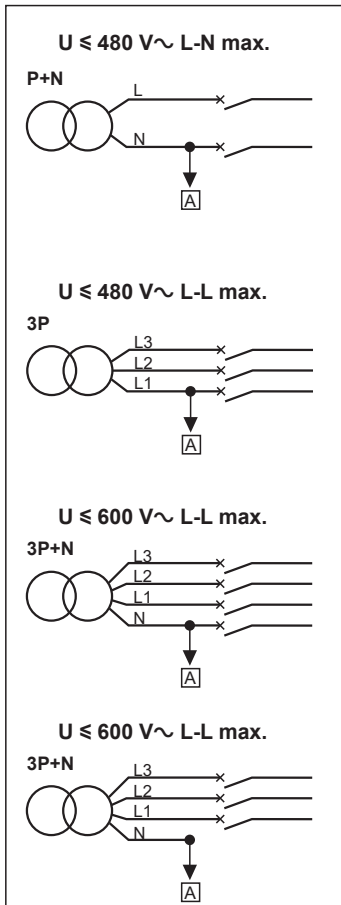 U ≤ 480 V~ L-N max.
P+N
L
N
A
U ≤ 480 V~ L-L max.
3P
L3
L2
L1
A
U ≤ 600 V~ L-L max.
3P+N
L3
L2
L1
N
A
U ≤ 600 V~ L-L max.
3P+N
L3
L2
L1
N
A